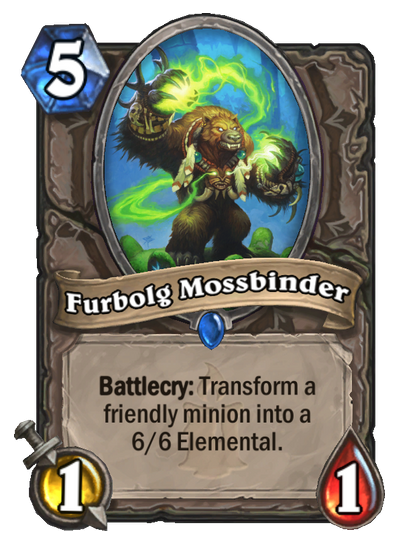 5
Furbolg Mossbinder
Battlecry: Transform a
friendly minion into a
6/6 Elemental.
1
1